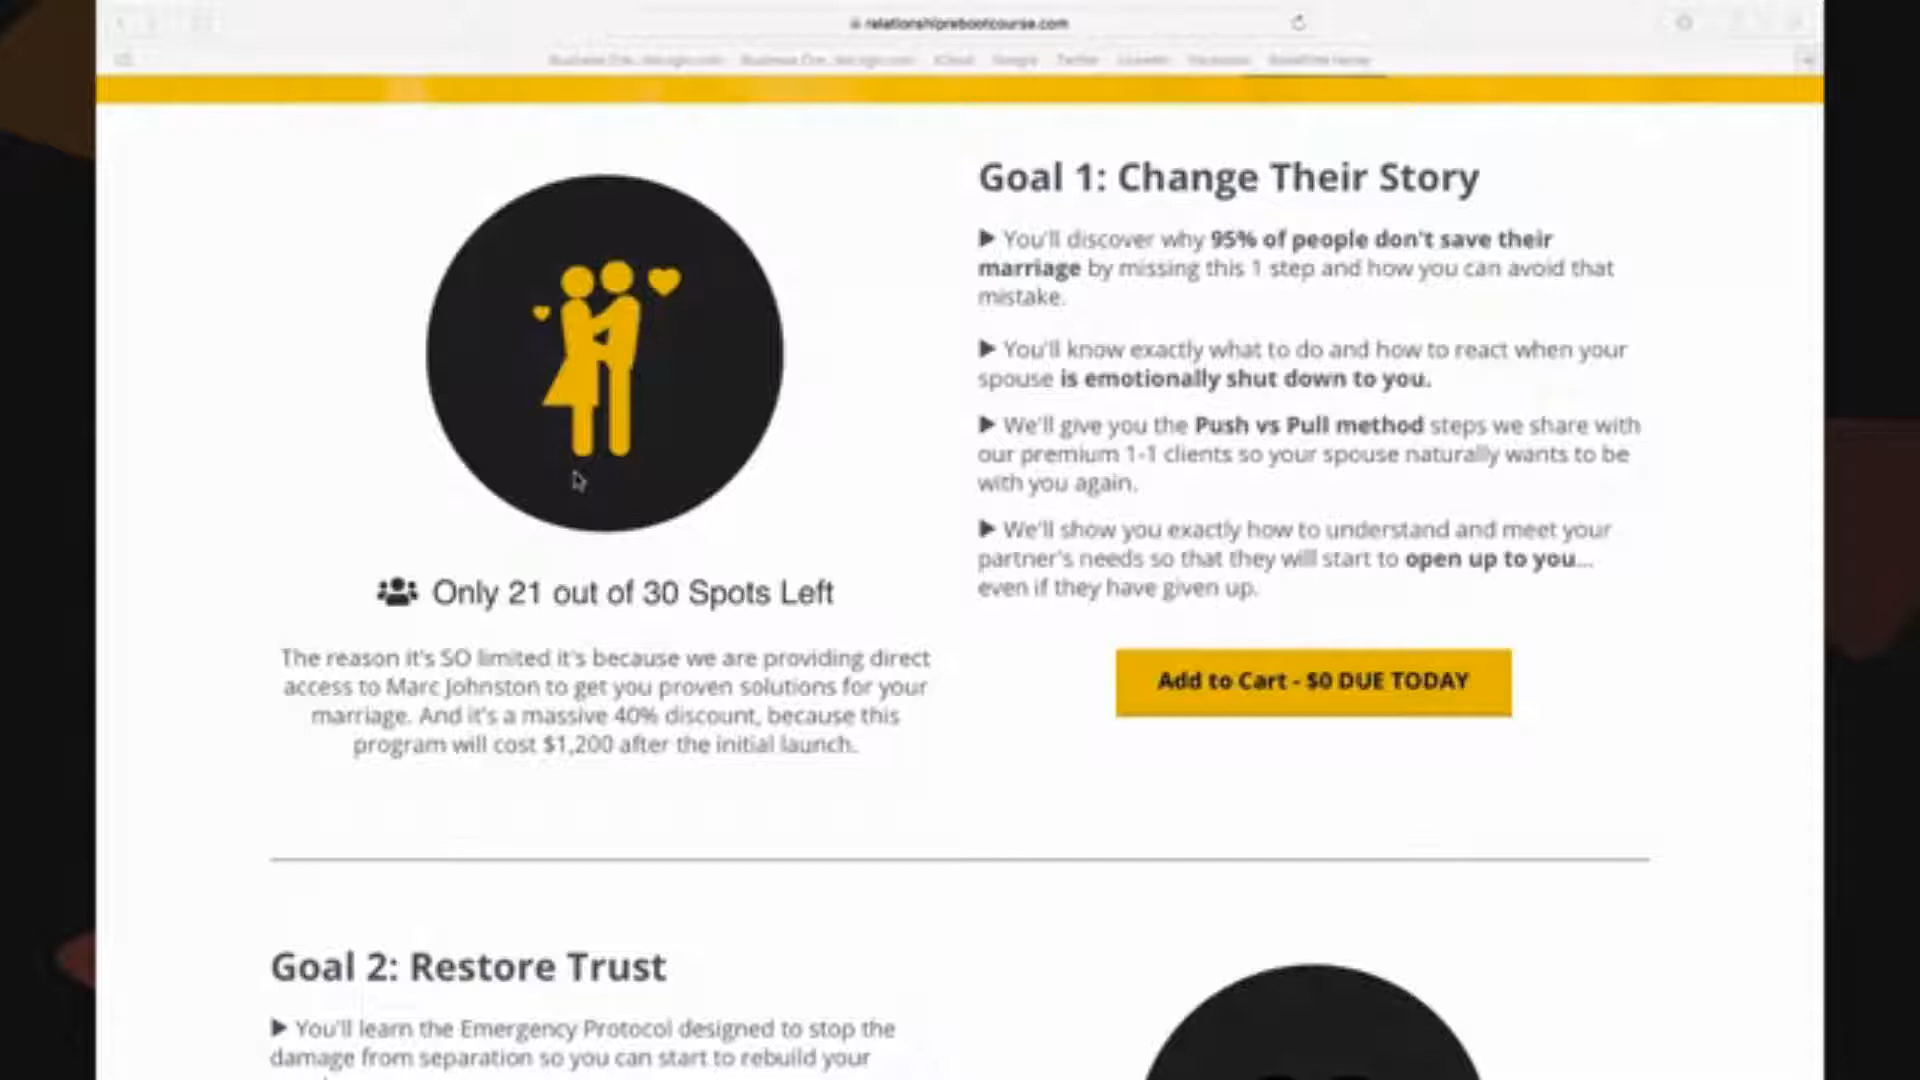 relationshiprebootcourse.com
iCloud Google Twitter LinkedIn
Goal 1: Change Their Story
▶ You'll discover why 95% of people don't save their
marriage by missing this 1 step and how you can avoid that
mistake.
▶ You'll know exactly what to do and how to react when your
spouse is emotionally shut down to you.
▶ We'll give you the Push vs Pull method steps we share with
our premium 1-1 clients so your spouse naturally wants to be
with you again.
▶ We'll show you exactly how to understand and meet your
partner's needs so that they will start to open up to you...
even if they have given up.
Add to Cart - $0 DUE TODAY
Only 21 out of 30 Spots Left
The reason it's SO limited it's because we are providing direct
access to Marc Johnston to get you proven solutions for your
marriage. And it's a massive 40% discount, because this
program will cost $1,200 after the initial launch.
Goal 2: Restore Trust
▶ You'll learn the Emergency Protocol designed to stop the
damage from separation so you can start to rebuild your